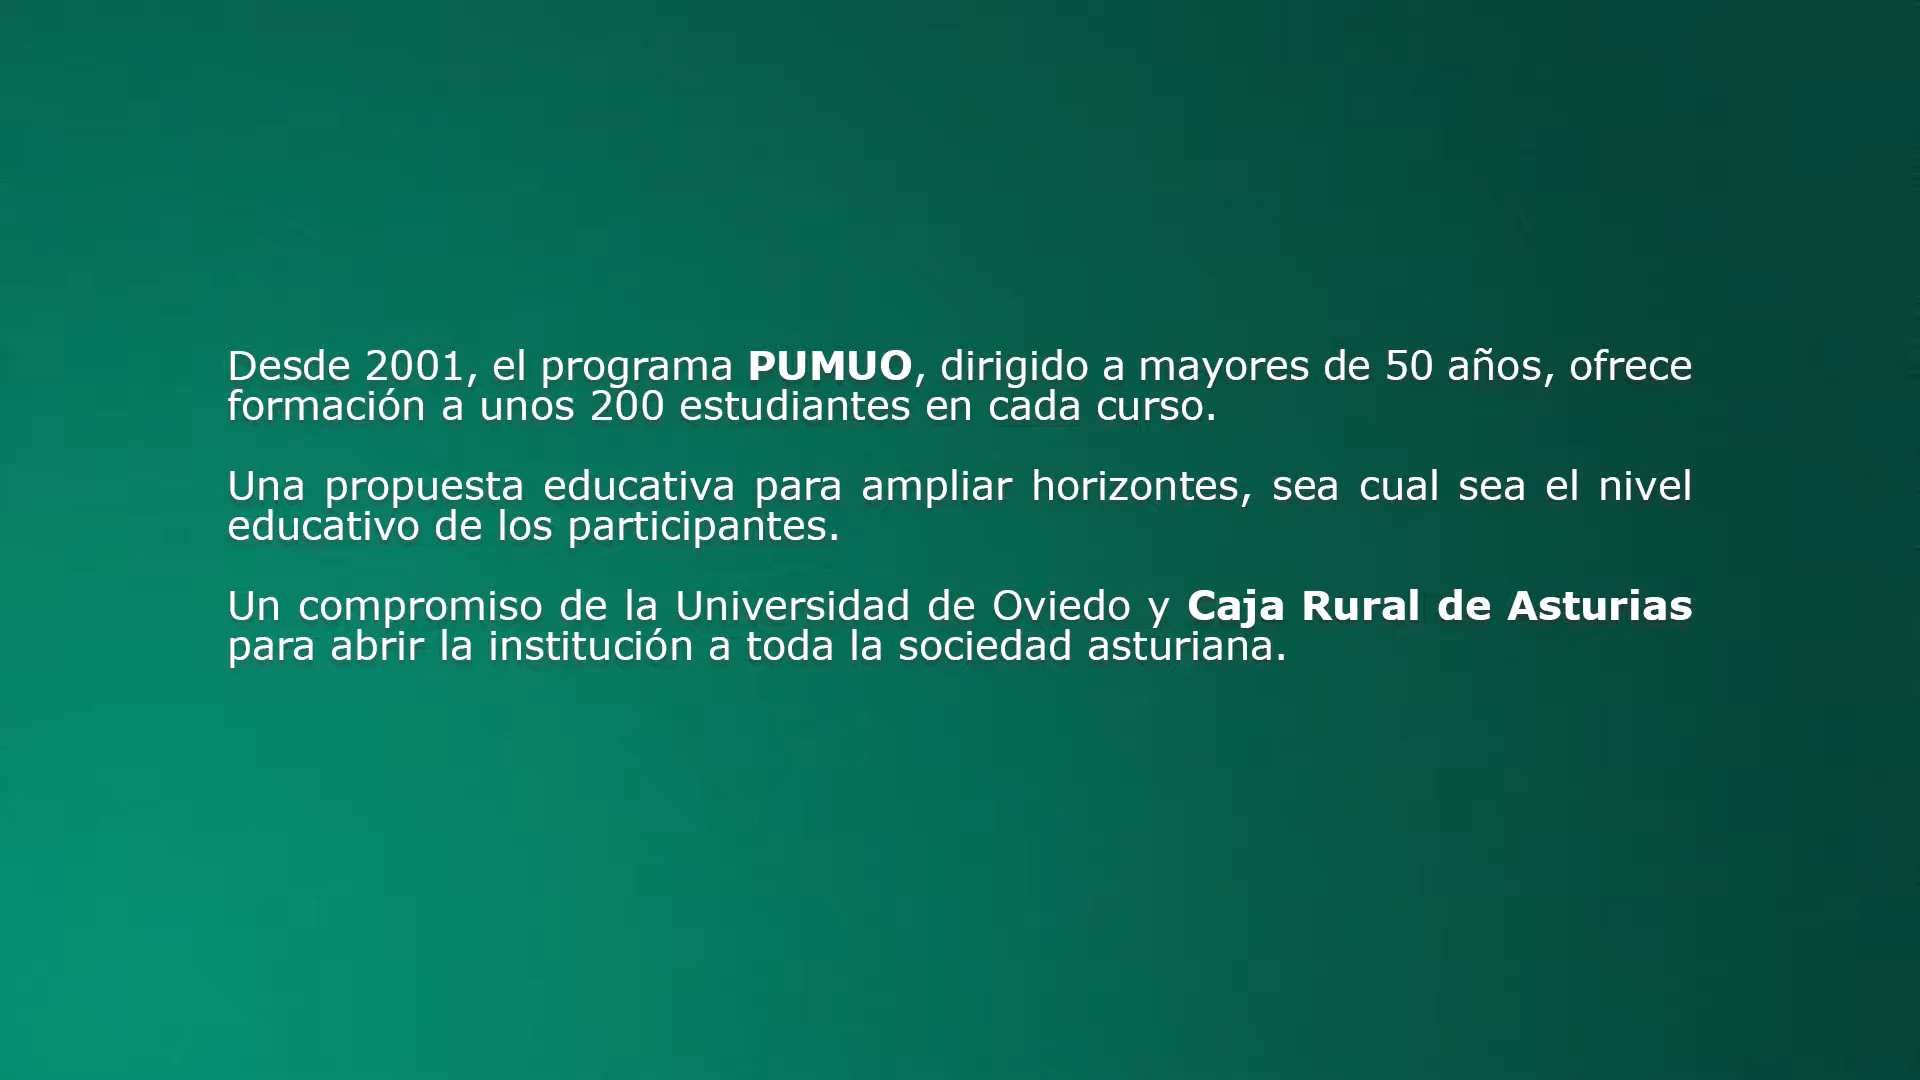 Desde 2001, el programa PUMUO, dirigido a mayores de 50 años, ofrece
formación a unos 200 estudiantes en cada curso.
Una propuesta educativa para ampliar horizontes, sea cual sea el nivel
educativo de los participantes.
Un compromiso de la Universidad de Oviedo y Caja Rural de Asturias
para abrir la institución a toda la sociedad asturiana.